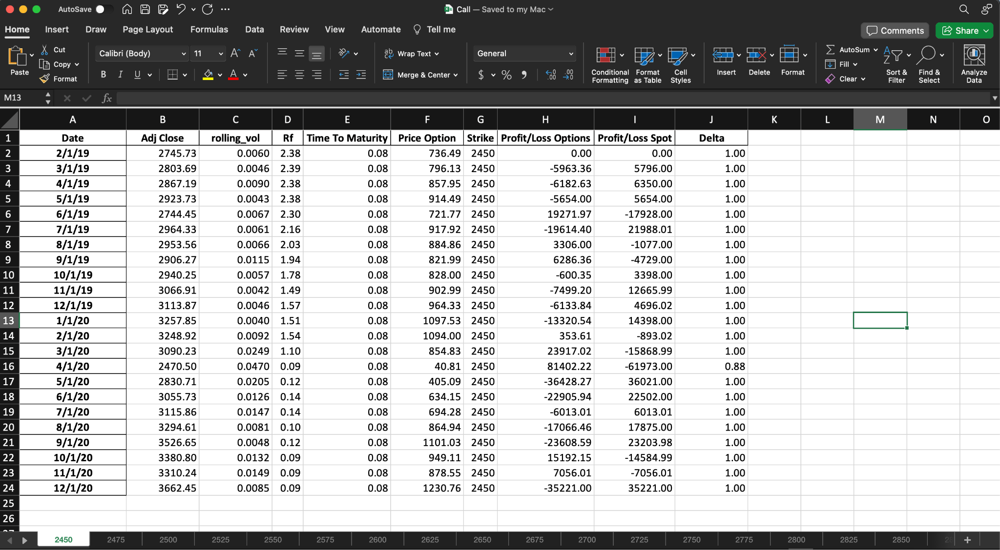 AutoSave
Call — Saved to my Mac
Home Insert Draw Page Layout Formulas Data Review View Automate Tell me Comments Share
Paste Cut Copy Format
Calibri (Body) 11
B I U A
Wrap Text
Merge & Center
General
$ %
Conditional Formatting Format as Table Cell Styles
Insert Delete Format
AutoSum
Fill
Clear
Sort & Filter Find & Select Analyze Data
M13 fx
A B C D E F G H I J K L M N O
1 Date Adj Close rolling_vol Rf Time To Maturity Price Option Strike Profit/Loss Options Profit/Loss Spot Delta
2 2/1/19 2745.73 0.0060 2.38 0.08 736.49 2450 0.00 0.00 1.00
3 3/1/19 2803.69 0.0046 2.39 0.08 796.13 2450 -5963.36 5796.00 1.00
4 4/1/19 2867.19 0.0090 2.38 0.08 857.95 2450 -6182.63 6350.00 1.00
5 5/1/19 2923.73 0.0043 2.38 0.08 914.49 2450 -5654.00 5654.00 1.00
6 6/1/19 2744.45 0.0067 2.30 0.08 721.77 2450 19271.97 -17928.00 1.00
7 7/1/19 2964.33 0.0061 2.16 0.08 917.92 2450 -19614.40 21988.01 1.00
8 8/1/19 2953.56 0.0066 2.03 0.08 884.86 2450 3306.00 -1077.00 1.00
9 9/1/19 2906.27 0.0115 1.94 0.08 821.99 2450 6286.36 -4729.00 1.00
10 10/1/19 2940.25 0.0057 1.78 0.08 828.00 2450 -600.35 3398.00 1.00
11 11/1/19 3066.91 0.0042 1.49 0.08 902.99 2450 -7499.20 12665.99 1.00
12 12/1/19 3113.87 0.0046 1.57 0.08 964.33 2450 -6133.84 4696.02 1.00
13 1/1/20 3257.85 0.0040 1.51 0.08 1097.53 2450 -13320.54 14398.00 1.00
14 2/1/20 3248.92 0.0092 1.54 0.08 1094.00 2450 353.61 -893.02 1.00
15 3/1/20 3090.23 0.0249 1.10 0.08 854.83 2450 23917.02 -15868.99 1.00
16 4/1/20 2470.50 0.0470 0.09 0.08 40.81 2450 81402.22 -61973.00 0.88
17 5/1/20 2830.71 0.0205 0.12 0.08 405.09 2450 -36428.27 36021.00 1.00
18 6/1/20 3055.73 0.0126 0.14 0.08 634.15 2450 -22905.94 22502.00 1.00
19 7/1/20 3115.86 0.0147 0.14 0.08 694.28 2450 -6013.01 6013.01 1.00
20 8/1/20 3294.61 0.0081 0.10 0.08 864.94 2450 -17066.46 17875.00 1.00
21 9/1/20 3526.65 0.0048 0.12 0.08 1101.03 2450 -23608.59 23203.98 1.00
22 10/1/20 3380.80 0.0132 0.09 0.08 949.11 2450 15192.15 -14584.99 1.00
23 11/1/20 3310.24 0.0149 0.09 0.08 878.55 2450 7056.01 -7056.01 1.00
24 12/1/20 3662.45 0.0085 0.09 0.08 1230.76 2450 -35221.00 35221.00 1.00
25
26
2450 2475 2500 2525 2550 2575 2600 2625 2650 2675 2700 2725 2750 2775 2800 2825 2850